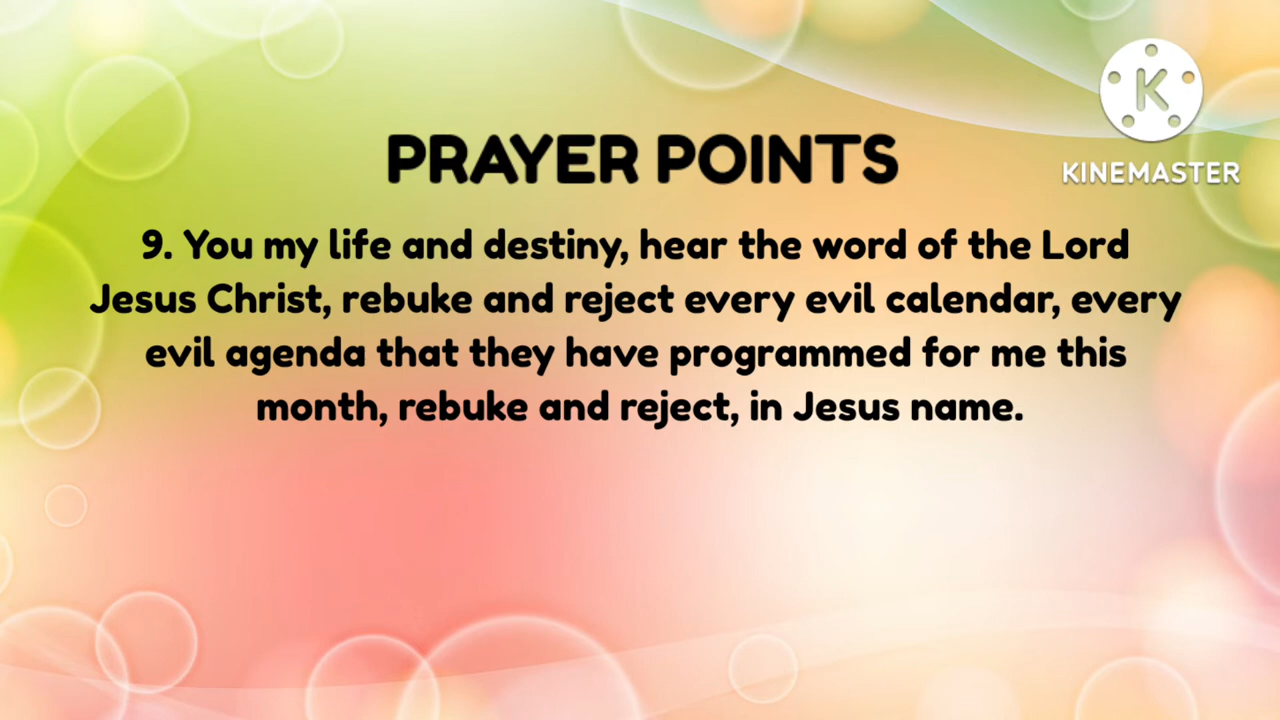 PRAYER POINTS
KINEMASTER
9. You my life and destiny, hear the word of the Lord
Jesus Christ, rebuke and reject every evil calendar, every
evil agenda that they have programmed for me this
month, rebuke and reject, in Jesus name.